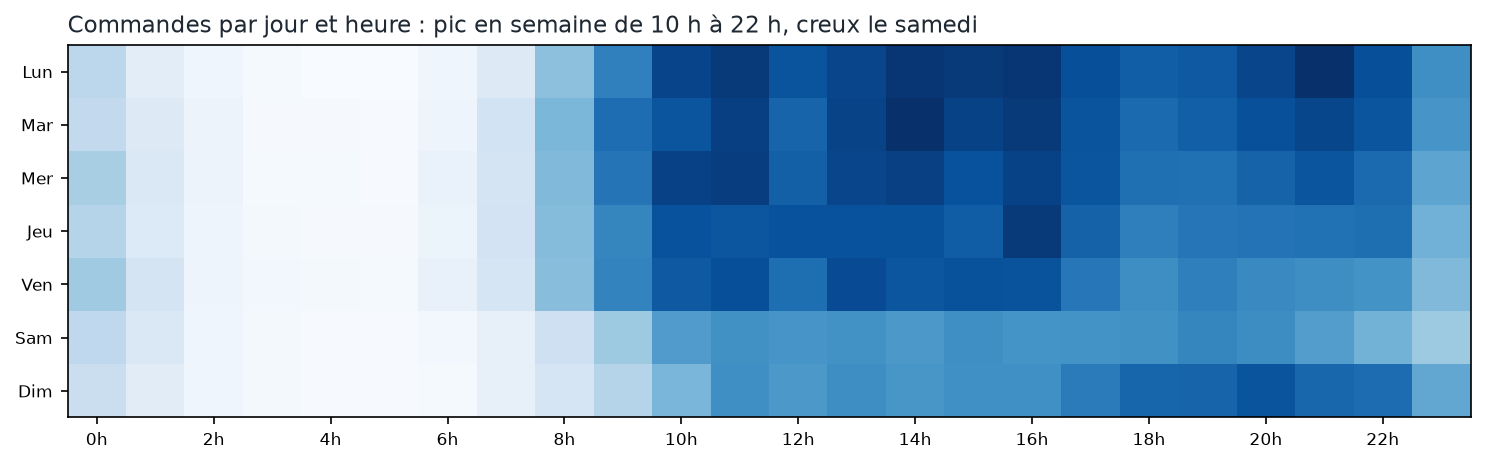 Commandes par jour et heure : pic en semaine de 10 h à 22 h, creux le samedi
Lun
Mar
Mer
Jeu
Ven
Sam
Dim
0h 2h 4h 6h 8h 10h 12h 14h 16h 18h 20h 22h